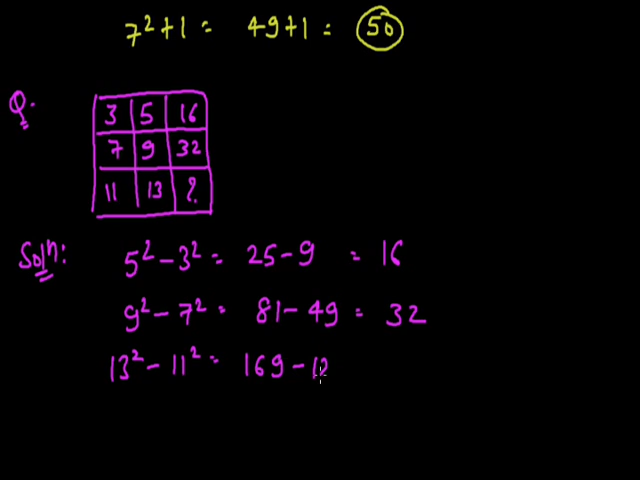 7²+1 = 49+1 = 50
Q.
3 5 16
7 9 32
11 13 ?
Soln:
5² - 3² = 25 - 9 = 16
9² - 7² = 81 - 49 = 32
13² - 11² = 169 - 12